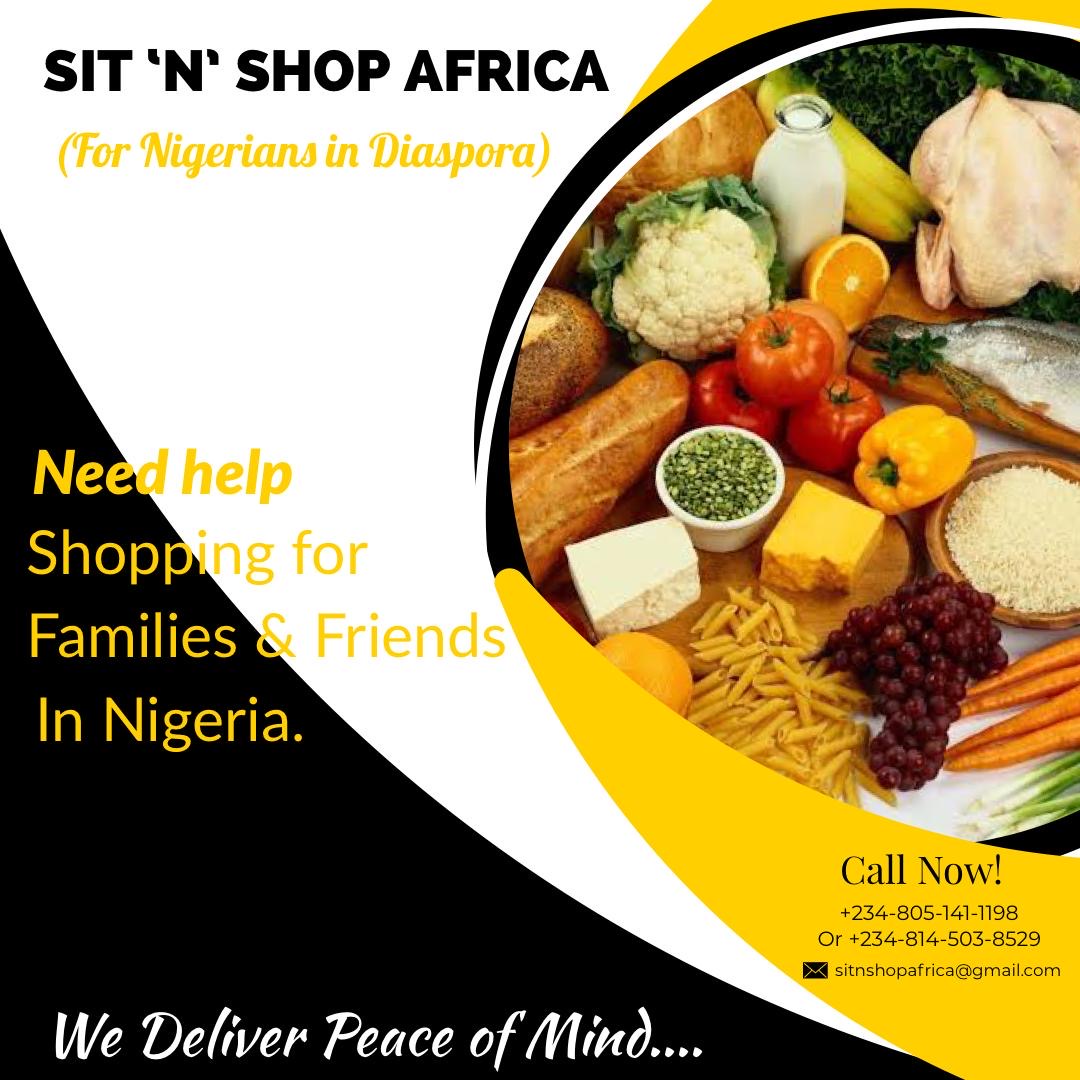 SIT ‘N’ SHOP AFRICA
(For Nigerians in Diaspora)
Need help
Shopping for
Families & Friends
In Nigeria.
Call Now!
+234-805-141-1198
Or +234-814-503-8529
sitnshopafrica@gmail.com
We Deliver Peace of Mind....